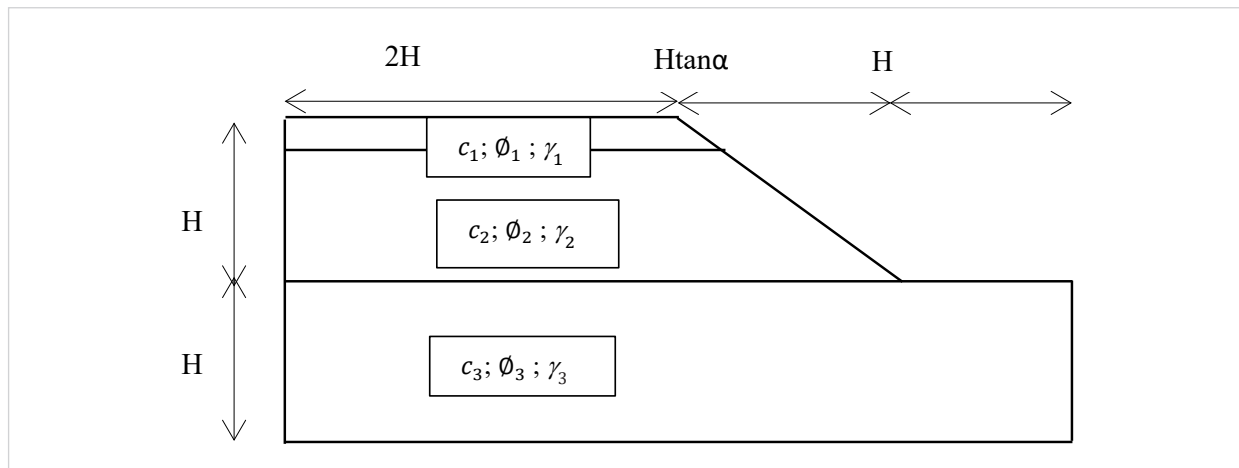 2H
Htanα
H
c₁; ∅₁ ; γ₁
H
c₂; ∅₂ ; γ₂
H
c₃; ∅₃ ; γ₃